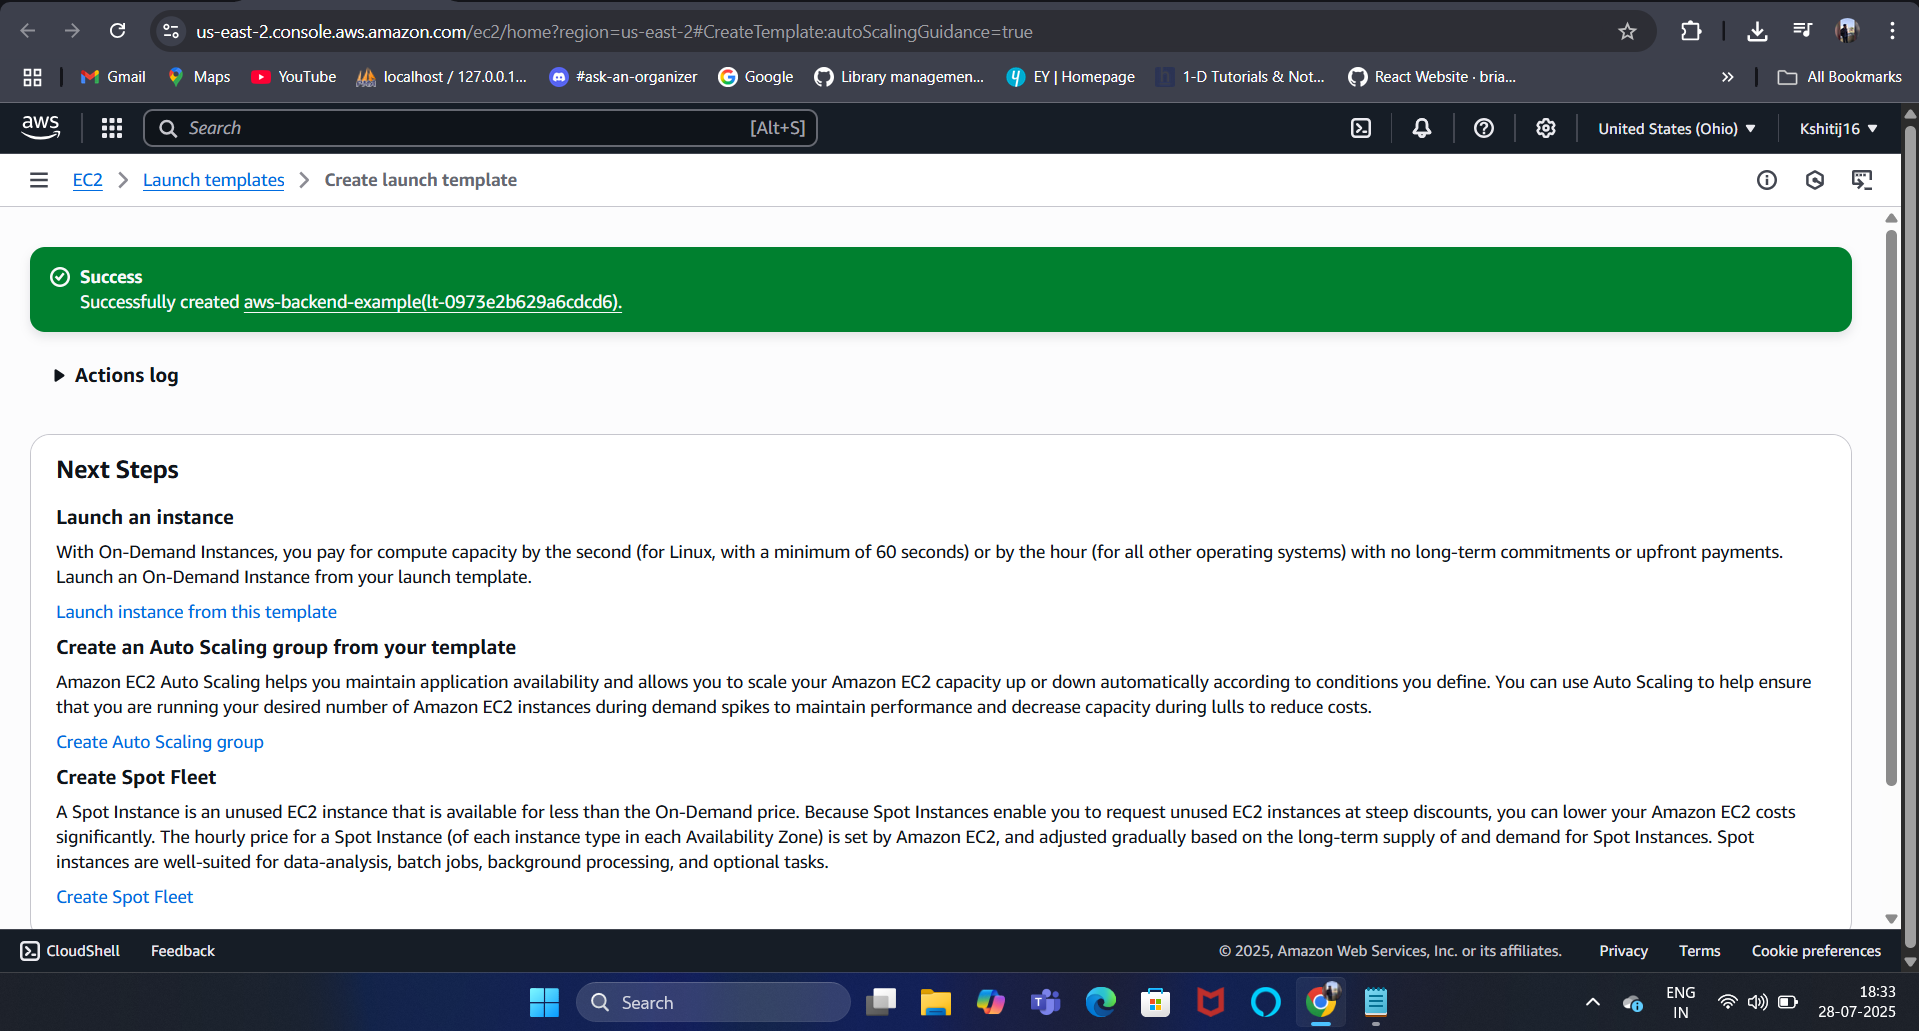 us-east-2.console.aws.amazon.com/ec2/home?region=us-east-2#CreateTemplate:autoScalingGuidance=true
Gmail Maps YouTube localhost / 127.0.0.1... #ask-an-organizer Google Library managemen... EY | Homepage 1-D Tutorials & Not... React Website · bria... » All Bookmarks
aws Search [Alt+S] United States (Ohio) Kshitij16
EC2 > Launch templates > Create launch template
Success
Successfully created aws-backend-example(lt-0973e2b629a6cdcd6).
Actions log
Next Steps
Launch an instance
With On-Demand Instances, you pay for compute capacity by the second (for Linux, with a minimum of 60 seconds) or by the hour (for all other operating systems) with no long-term commitments or upfront payments.
Launch an On-Demand Instance from your launch template.
Launch instance from this template
Create an Auto Scaling group from your template
Amazon EC2 Auto Scaling helps you maintain application availability and allows you to scale your Amazon EC2 capacity up or down automatically according to conditions you define. You can use Auto Scaling to help ensure
that you are running your desired number of Amazon EC2 instances during demand spikes to maintain performance and decrease capacity during lulls to reduce costs.
Create Auto Scaling group
Create Spot Fleet
A Spot Instance is an unused EC2 instance that is available for less than the On-Demand price. Because Spot Instances enable you to request unused EC2 instances at steep discounts, you can lower your Amazon EC2 costs
significantly. The hourly price for a Spot Instance (of each instance type in each Availability Zone) is set by Amazon EC2, and adjusted gradually based on the long-term supply of and demand for Spot Instances. Spot
instances are well-suited for data-analysis, batch jobs, background processing, and optional tasks.
Create Spot Fleet
CloudShell Feedback © 2025, Amazon Web Services, Inc. or its affiliates. Privacy Terms Cookie preferences
Search ENG 18:33
IN 28-07-2025